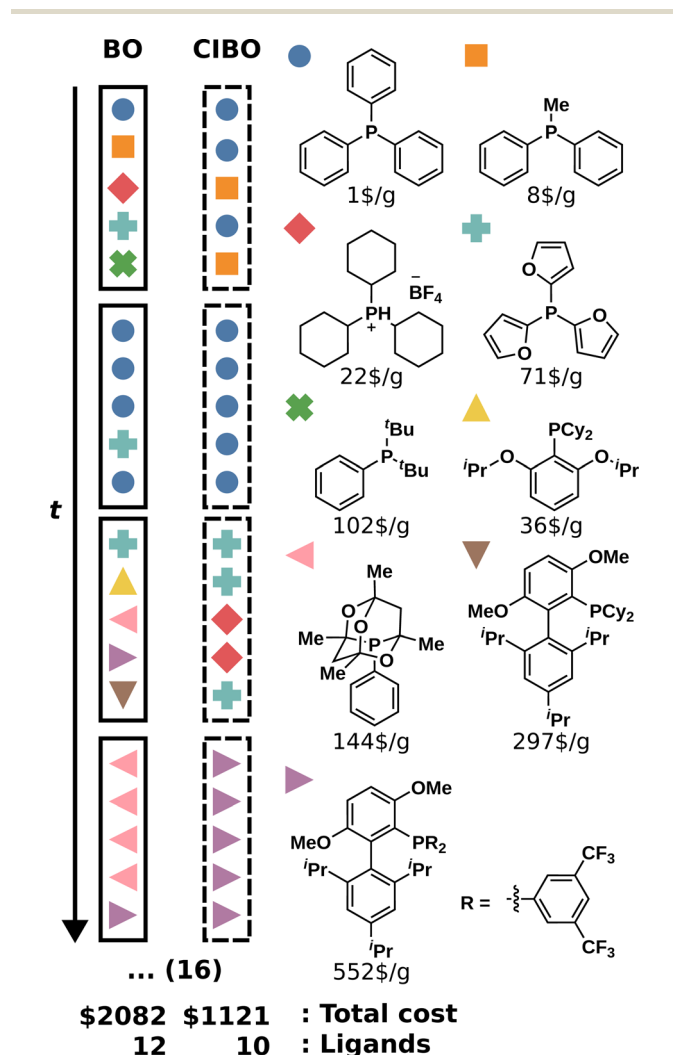 BO CIBO
P
1$/g
Me
P
8$/g
−
BF4
PH
+
22$/g
O
P
O
O
71$/g
tBu
P
tBu
102$/g
PCy2
iPr O O iPr
36$/g
Me
O
O
Me P Me
Me O
144$/g
OMe
MeO PCy2
iPr iPr
iPr
297$/g
t
OMe
MeO PR2
iPr iPr
iPr
552$/g
R =
CF3
CF3
... (16)
$2082 $1121 : Total cost
12 10 : Ligands